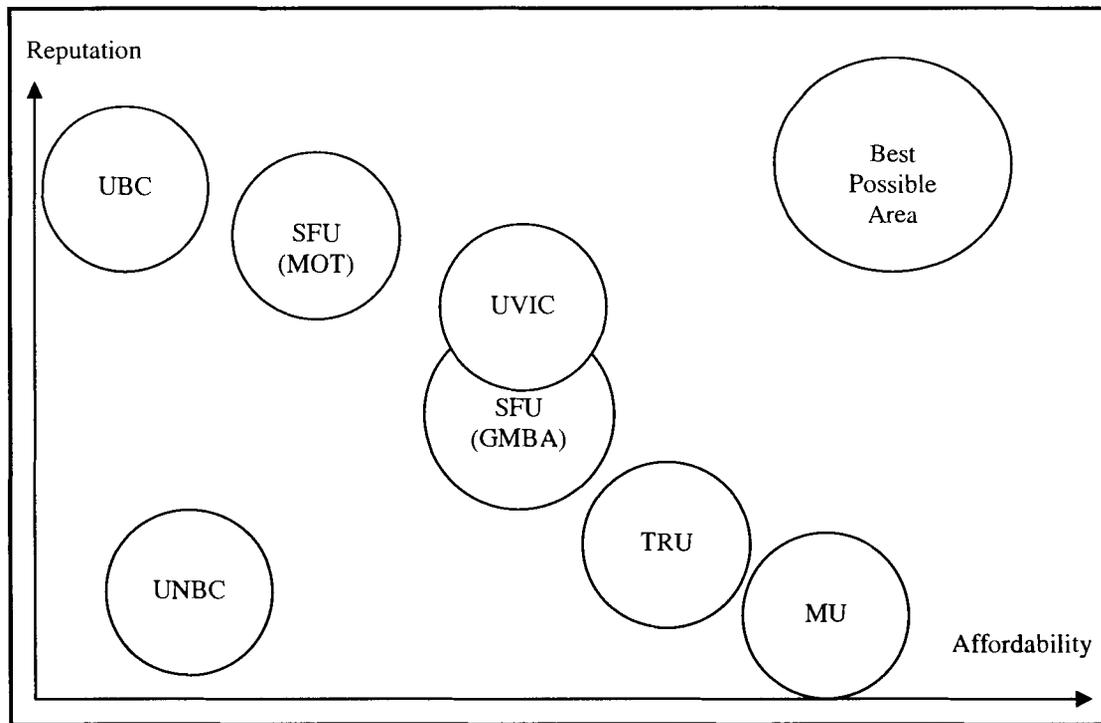 Reputation
UBC
Best
Possible
Area
SFU
(MOT)
UVIC
SFU
(GMBA)
TRU
UNBC
MU
Affordability